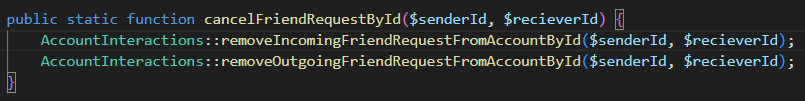 public static function cancelFriendRequestById($senderId, $recieverId) {
    AccountInteractions::removeIncomingFriendRequestFromAccountById($senderId, $recieverId);
    AccountInteractions::removeOutgoingFriendRequestFromAccountById($senderId, $recieverId);
}